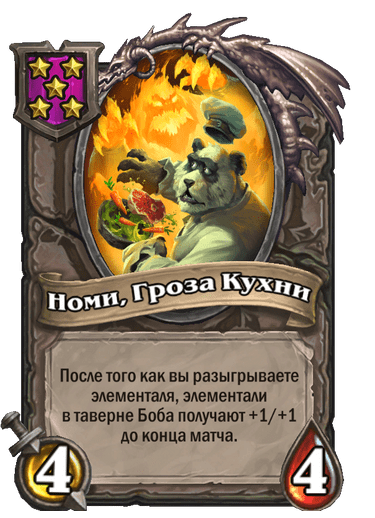 Номи, Гроза Кухни
После того как вы разыгрываете
элементаля, элементали
в таверне Боба получают +1/+1
до конца матча.
4 4